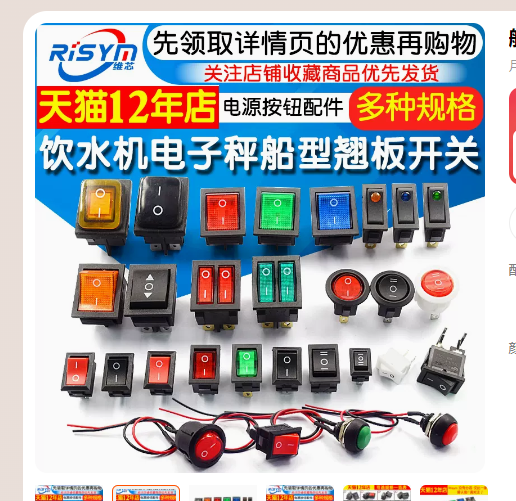 RISYM
维芯
先领取详情页的优惠再购物
关注店铺收藏商品优先发货
天猫12年店
电源按钮配件
多种规格
饮水机电子秤船型翘板开关